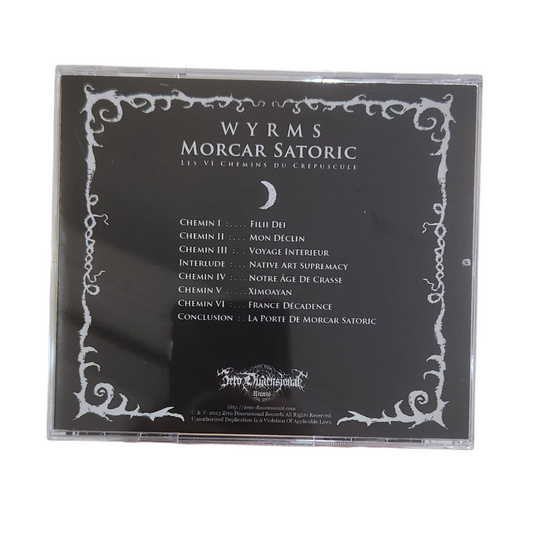 WYRMS
MORCAR SATORIC
LES VI CHEMINS DU CRÉPUSCULE
CHEMIN I : . . . . FILII DEI
CHEMIN II : . . . MON DÉCLIN
CHEMIN III : . . VOYAGE INTERIEUR
INTERLUDE : . . . NATIVE ART SUPREMACY
CHEMIN IV : . . . NOTRE ÂGE DE CRASSE
CHEMIN V : . . . . XIMOAYAN
CHEMIN VI : . . . FRANCE DÉCADENCE
CONCLUSION : . LA PORTE DE MORCAR SATORIC
Zero Dimensional
Records
http://zero-dimensional.com/
© & ℗ 2023 Zero Dimensional Records All Rights Reserved.
Unauthorized Duplication Is A Violation Of Applicable Laws